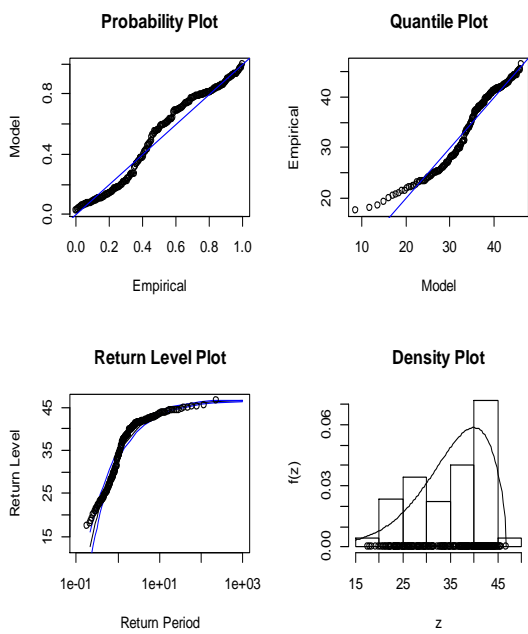 Probability Plot
Model
0.0 0.4 0.8
0.0 0.2 0.4 0.6 0.8 1.0
Empirical
Quantile Plot
Empirical
20 30 40
10 20 30 40
Model
Return Level Plot
Return Level
15 25 35 45
1e-01 1e+01 1e+03
Return Period
Density Plot
f(z)
0.00 0.03 0.06
15 25 35 45
z